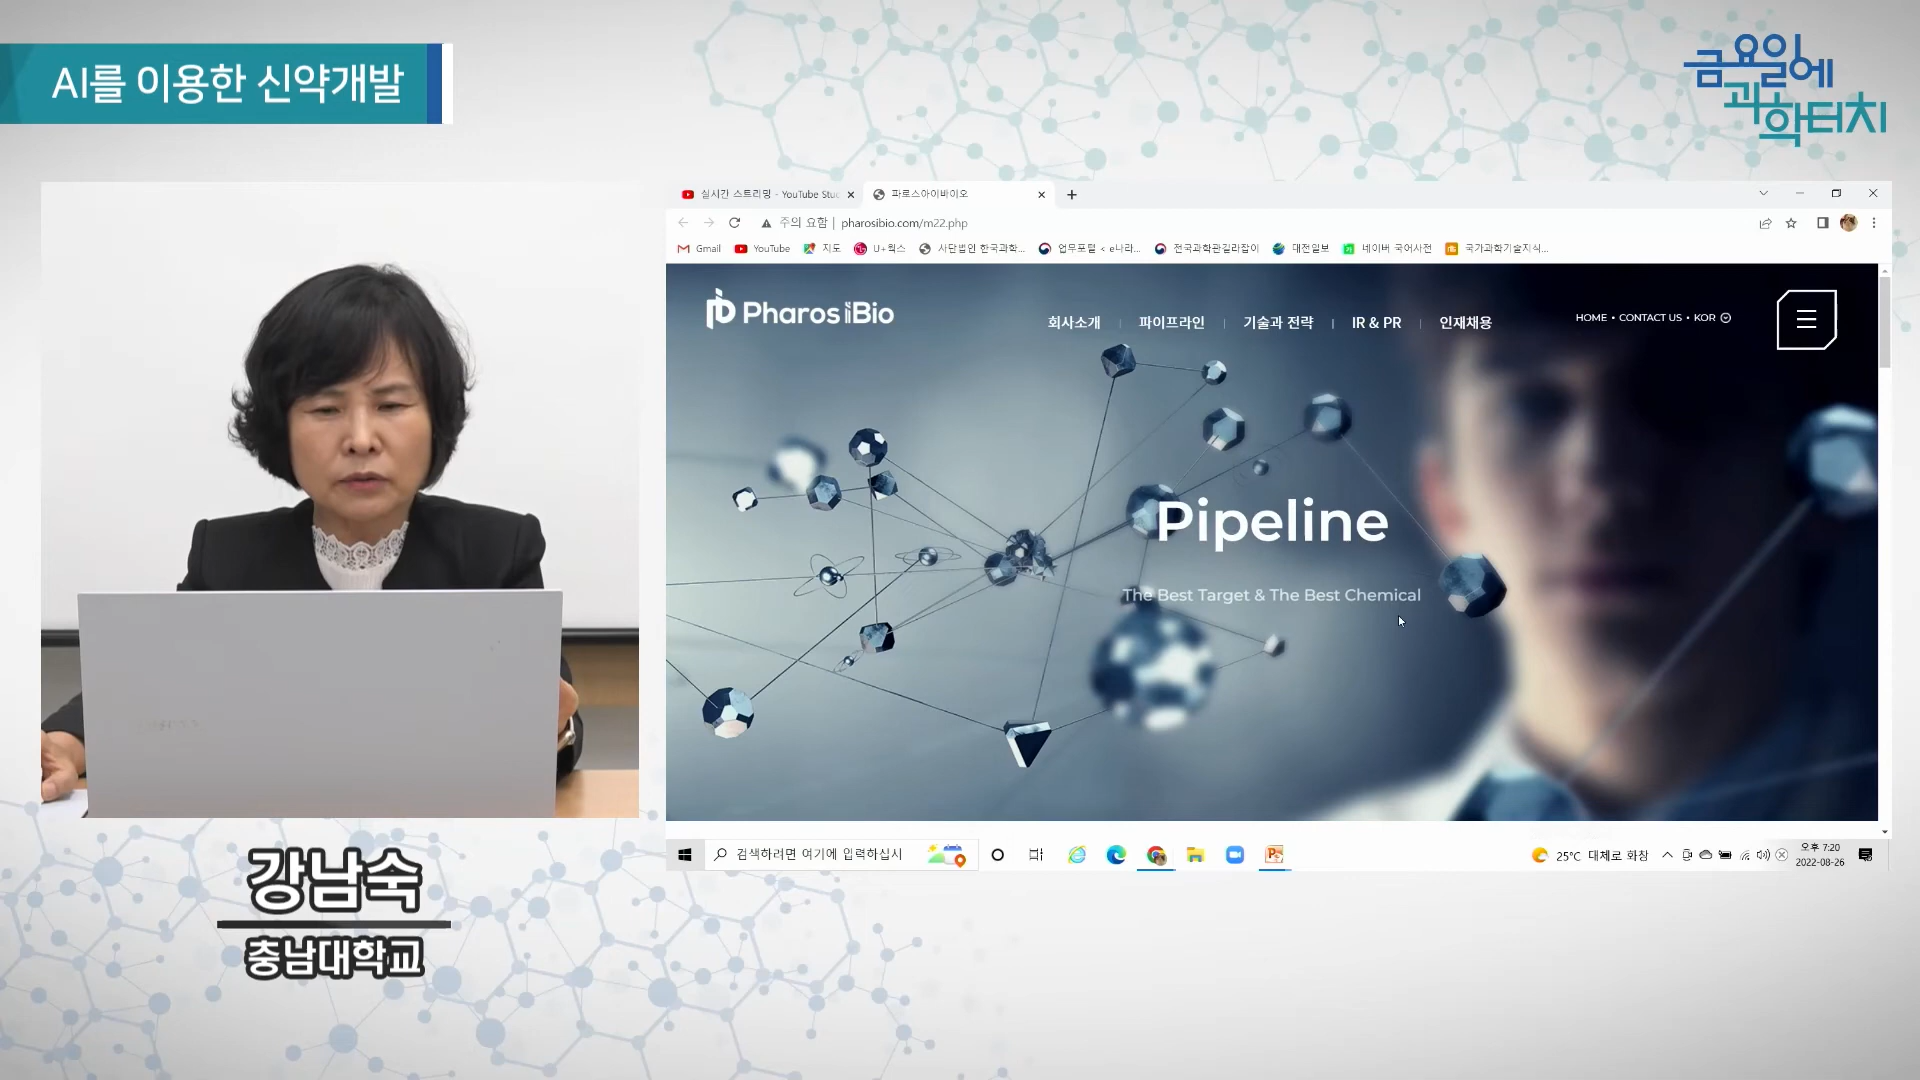 AI를 이용한 신약개발
금요일에
과학터치
실시간 스트리밍 - YouTube Stu
파로스아이바이오
주의 요함 | pharosibio.com/m22.php
Gmail
YouTube
지도
U+웍스
사단법인 한국과학...
업무포털 < e나라...
전국과학관길라잡이
대전일보
네이버 국어사전
국가과학기술지식...
Pharos iBio
회사소개 | 파이프라인 | 기술과 전략 | IR & PR | 인재채용
HOME • CONTACT US • KOR
Pipeline
The Best Target & The Best Chemical
검색하려면 여기에 입력하십시
25°C 대체로 화창
오후 7:20
2022-08-26
강남숙
충남대학교